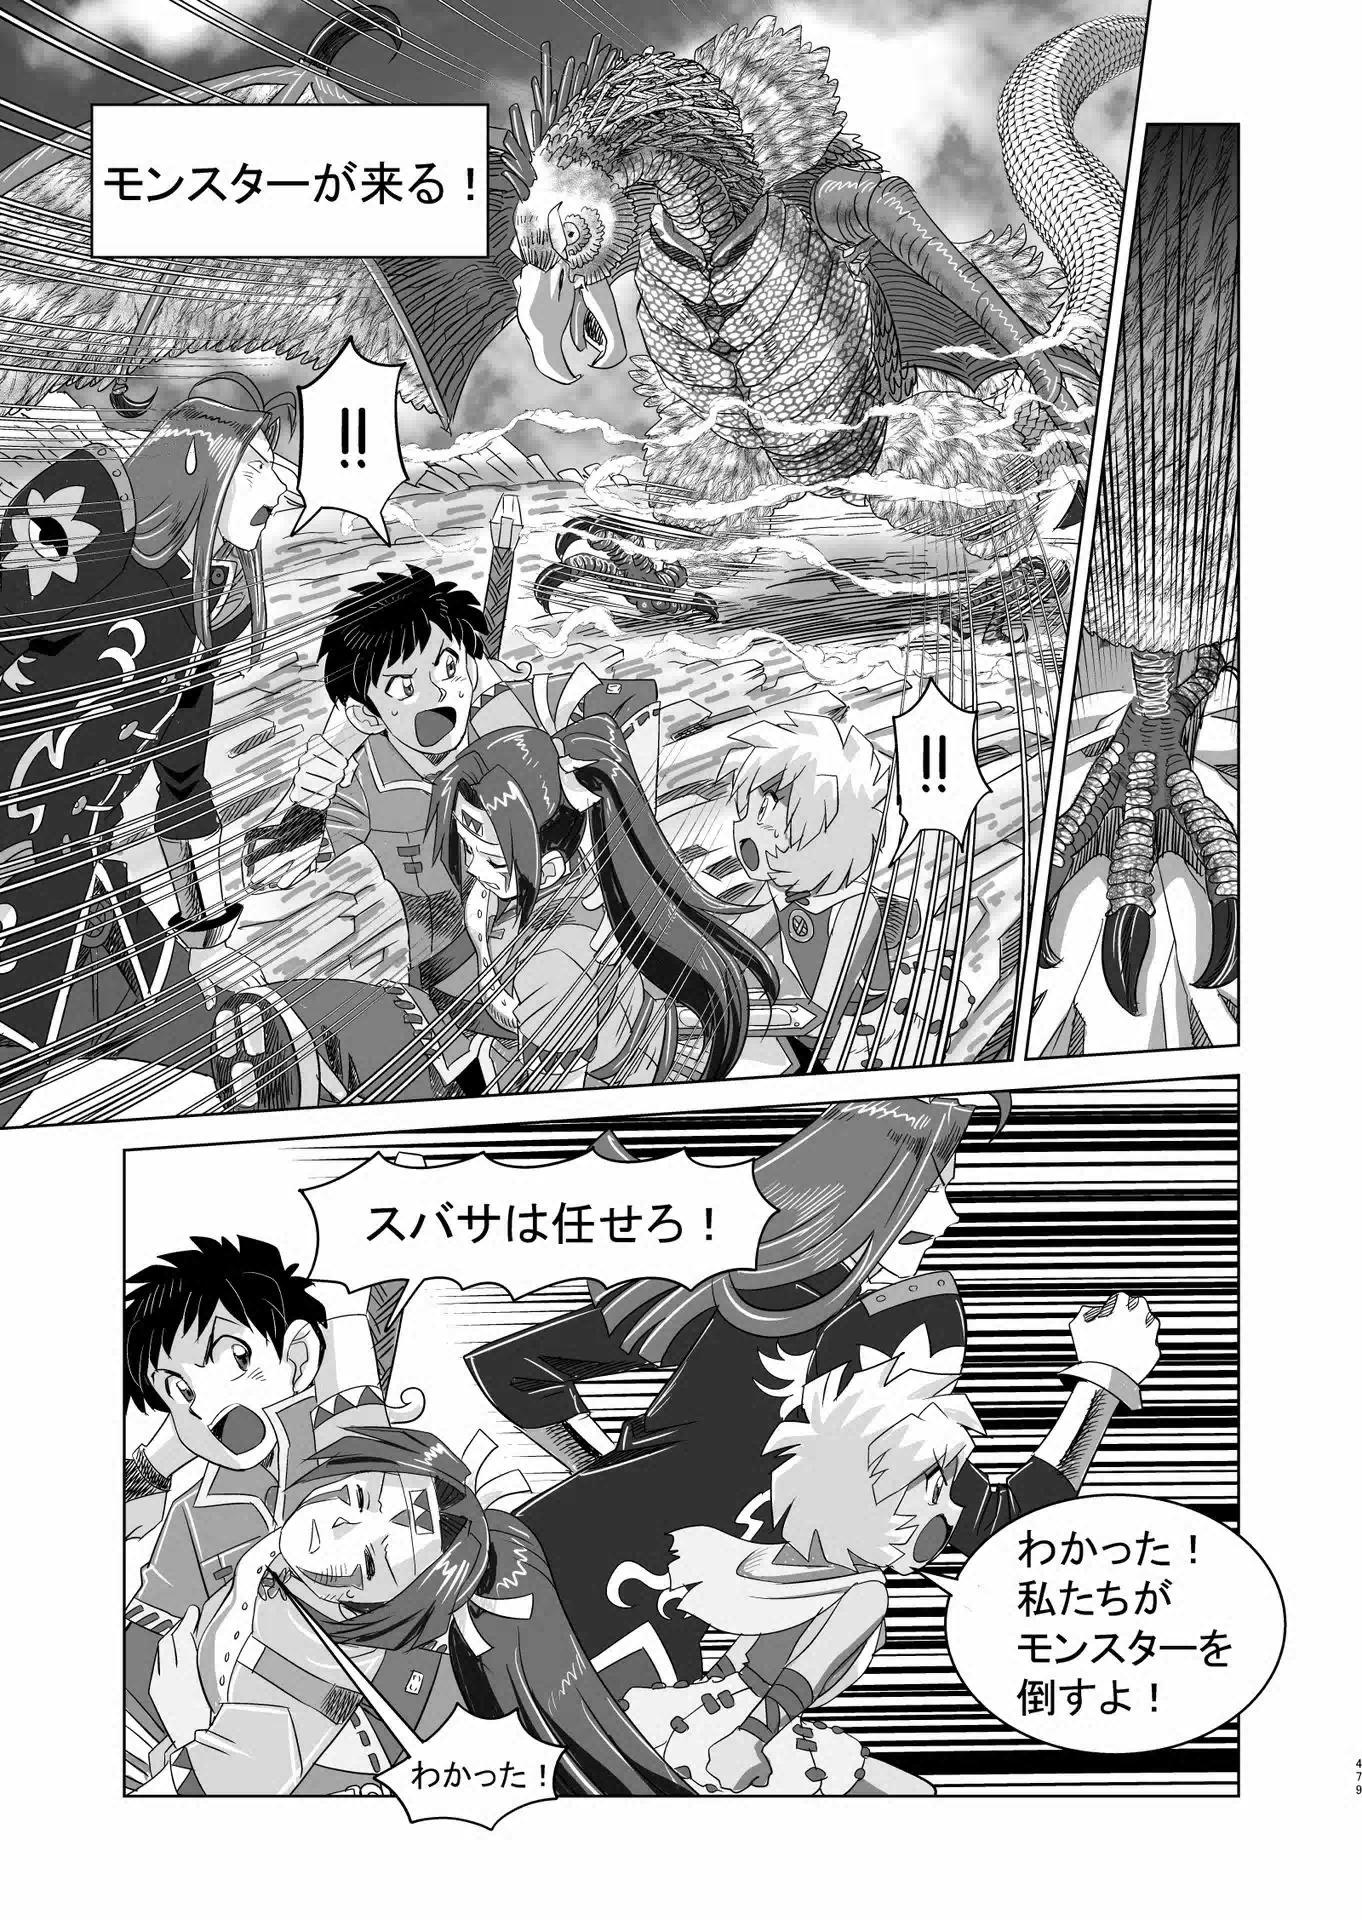 モンスターが来る！
!!
!!
スバサは任せろ！
わかった！
私たちが
モンスターを
倒すよ！
わかった！
479